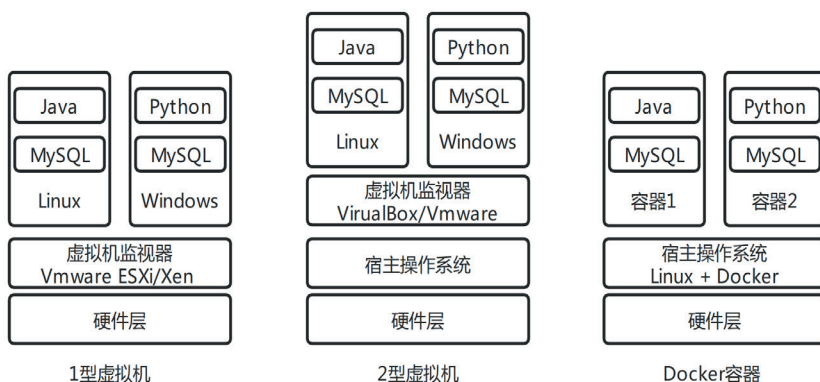 Java
Python
MySQL
MySQL
Linux
Windows
虚拟机监视器
Vmware ESXi/Xen
硬件层
1型虚拟机
Java
Python
MySQL
MySQL
Linux
Windows
虚拟机监视器
VirualBox/Vmware
宿主操作系统
硬件层
2型虚拟机
Java
Python
MySQL
MySQL
容器1
容器2
宿主操作系统
Linux + Docker
硬件层
Docker容器